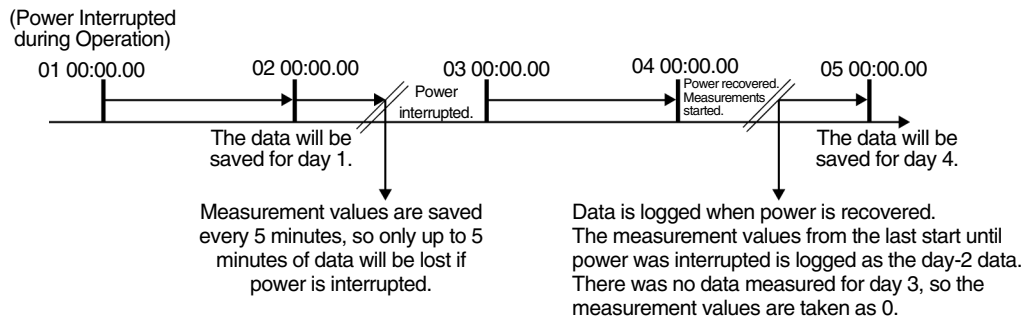 (Power Interrupted
during Operation)
01 00:00.00
02 00:00.00
03 00:00.00
04 00:00.00
05 00:00.00
Power
interrupted.
Power recovered.
Measurements
started.
The data will be
saved for day 1.
The data will be
saved for day 4.
Measurement values are saved
every 5 minutes, so only up to 5
minutes of data will be lost if
power is interrupted.
Data is logged when power is recovered.
The measurement values from the last start until
power was interrupted is logged as the day-2 data.
There was no data measured for day 3, so the
measurement values are taken as 0.